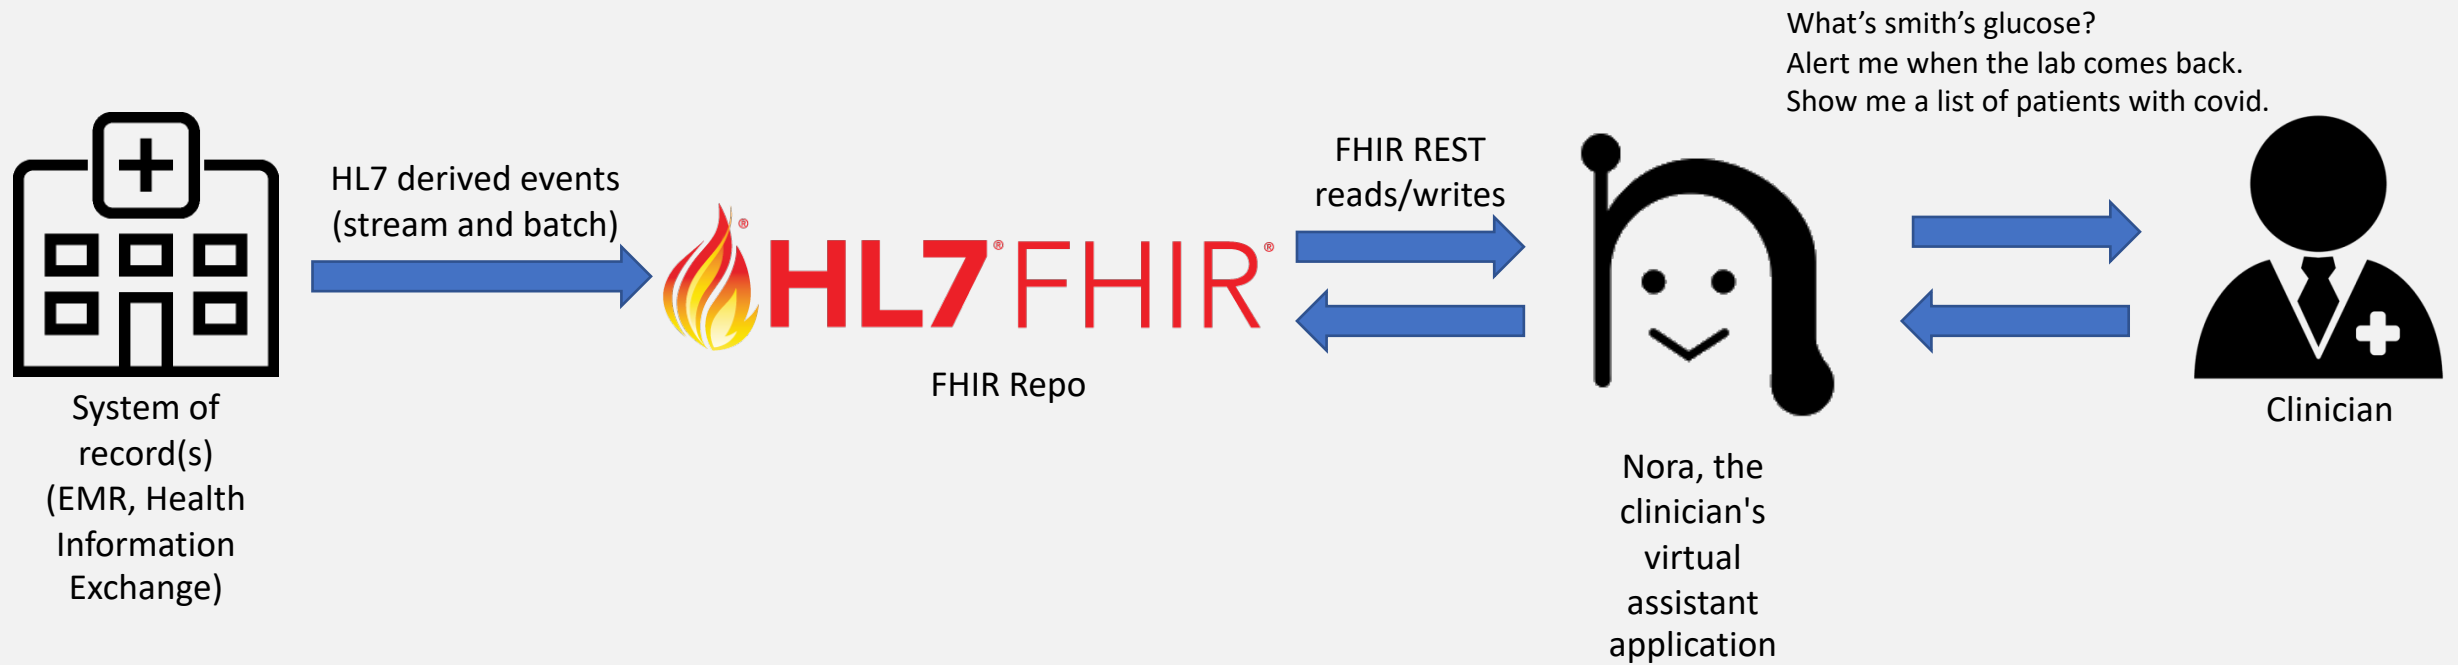 What’s smith’s glucose?
Alert me when the lab comes back.
Show me a list of patients with covid.
HL7 derived events
(stream and batch)
FHIR REST
reads/writes
® HL7® FHIR®
FHIR Repo
System of
record(s)
(EMR, Health
Information
Exchange)
Nora, the
clinician's
virtual
assistant
application
Clinician